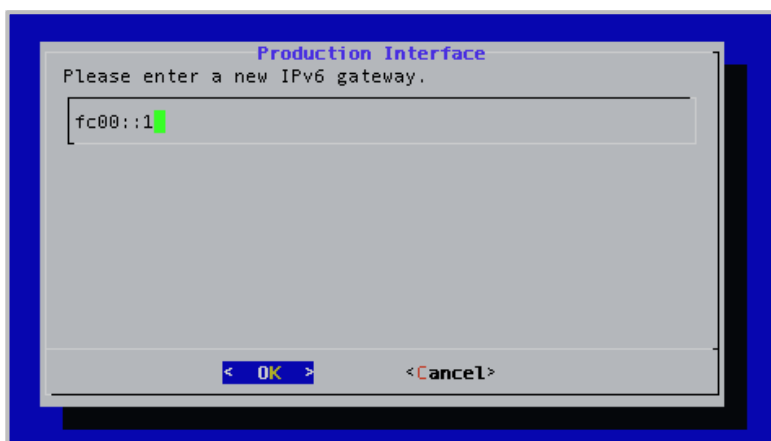 Production Interface
Please enter a new IPv6 gateway.
fc00::1
< OK > <Cancel>